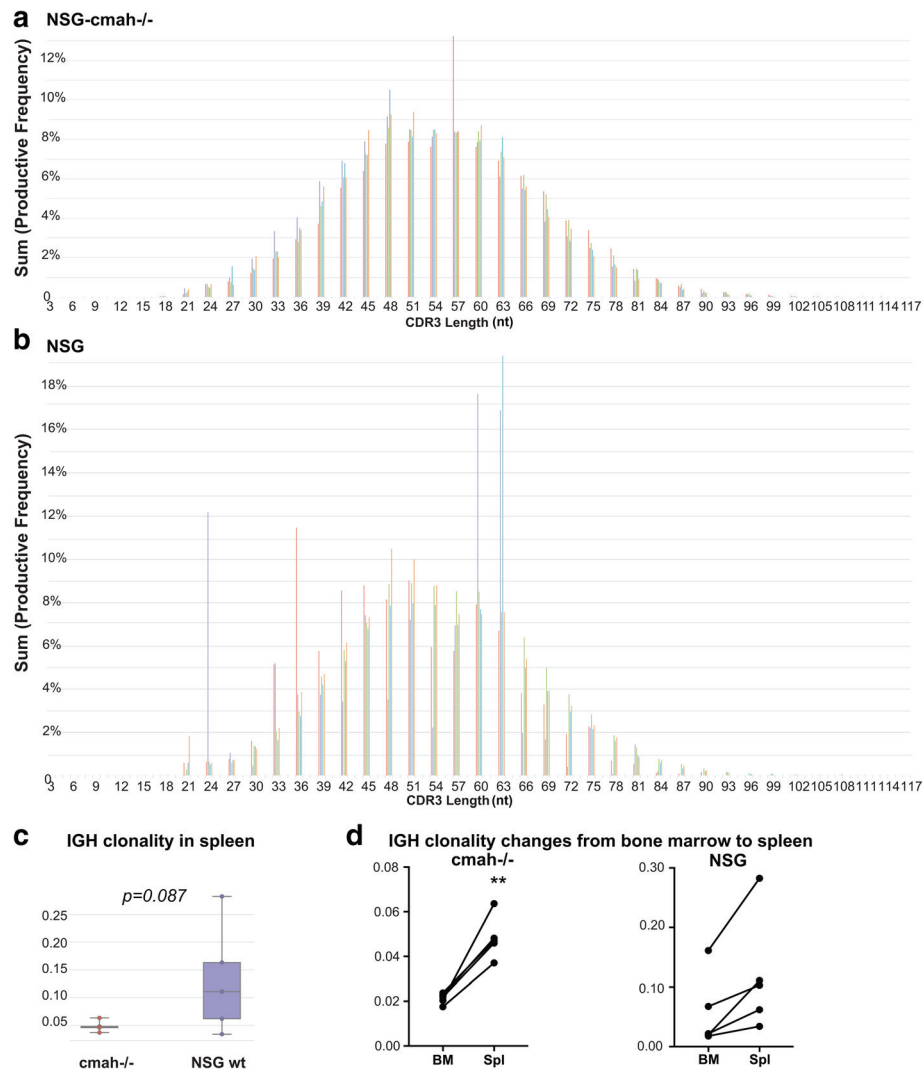 a NSG-cmah-/-
Sum (Productive Frequency)
12%
10%
8%
6%
4%
2%
0
3 6 9 12 15 18 21 24 27 30 33 36 39 42 45 48 51 54 57 60 63 66 69 72 75 78 81 84 87 90 93 96 99 102 105 108 111 114 117
CDR3 Length (nt)
b NSG
Sum (Productive Frequency)
18%
16%
14%
12%
10%
8%
6%
4%
2%
0
3 6 9 12 15 18 21 24 27 30 33 36 39 42 45 48 51 54 57 60 63 66 69 72 75 78 81 84 87 90 93 96 99 102 105 108 111 114 117
CDR3 Length (nt)
c IGH clonality in spleen
p=0.087
0.25
0.20
0.15
0.10
0.05
cmah-/- NSG wt
d IGH clonality changes from bone marrow to spleen
cmah-/-
0.08
**
0.06
0.04
0.02
0.00
BM Spl
NSG
0.30
0.20
0.10
0.00
BM Spl